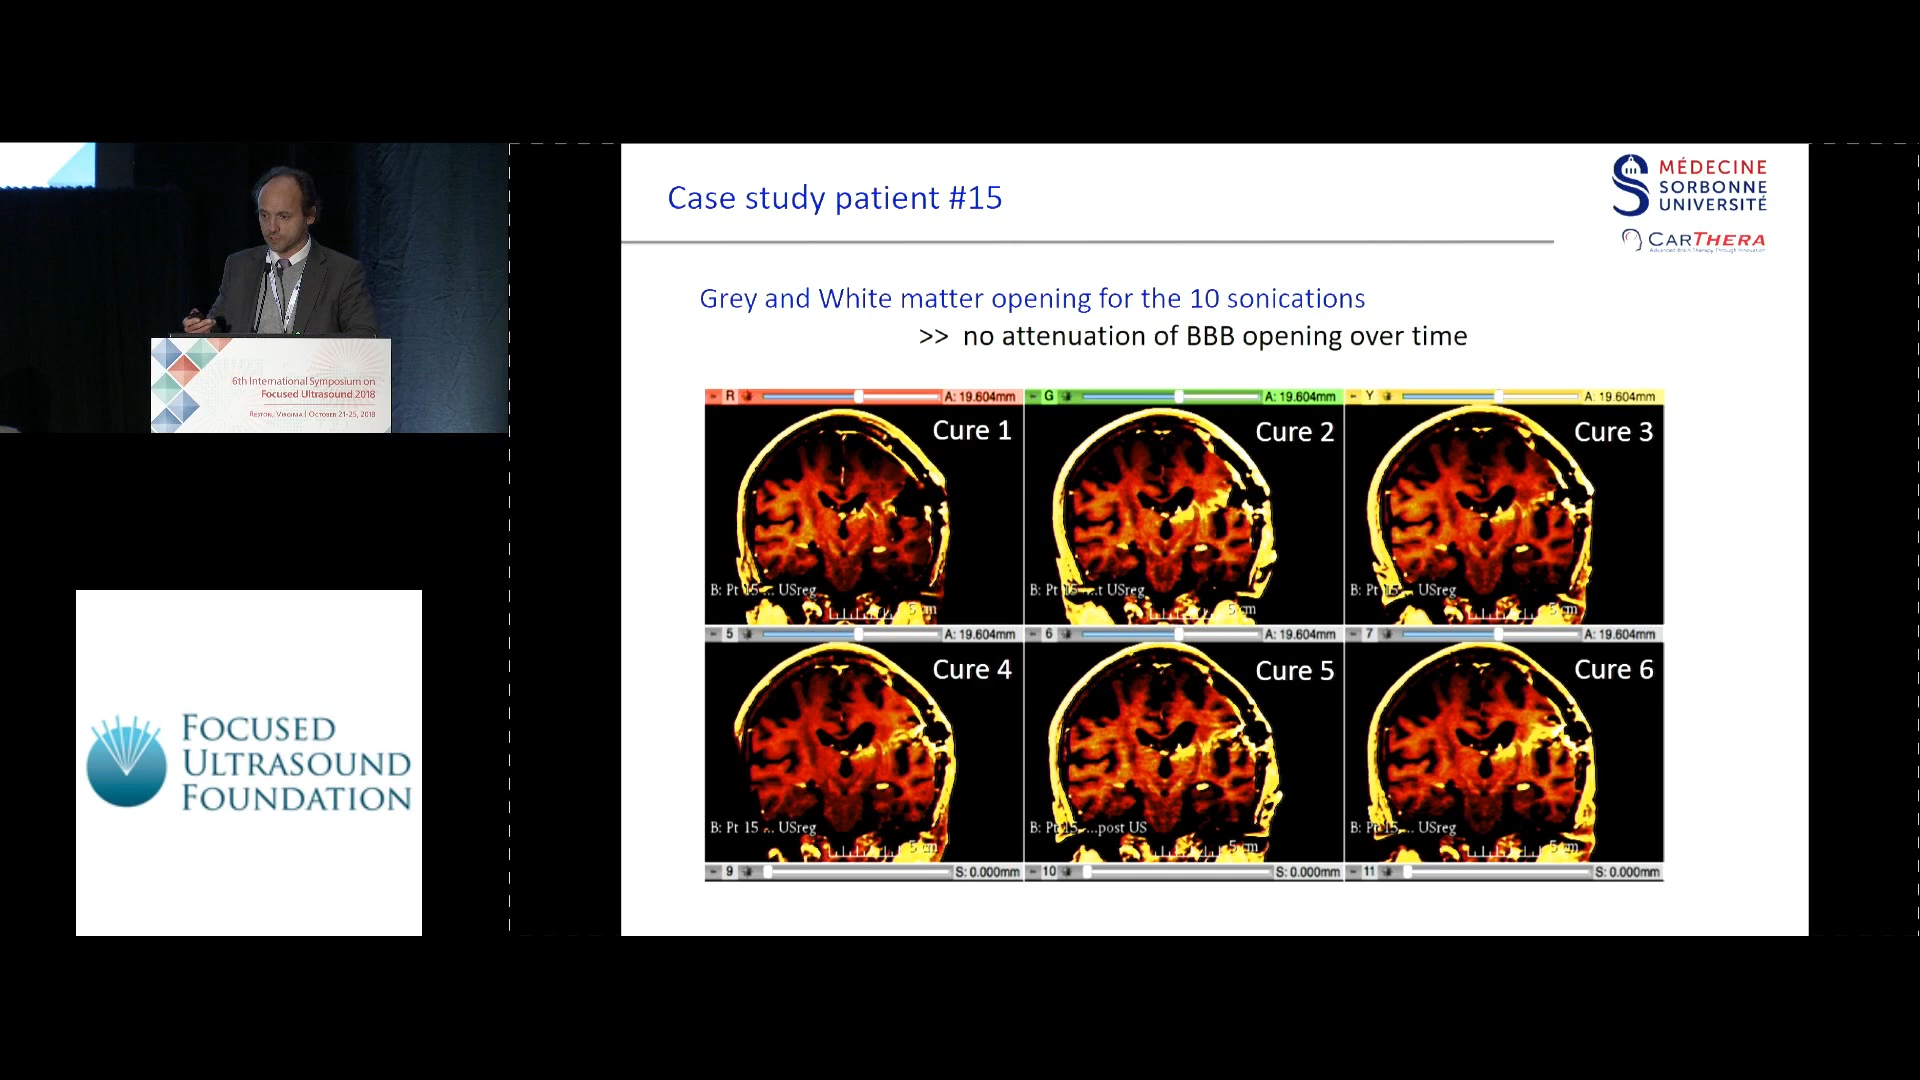 6th International Symposium on
Focused Ultrasound 2018
Reston, Virginia | October 21-25, 2018
FOCUSED
ULTRASOUND
FOUNDATION
Case study patient #15
MÉDECINE
SORBONNE
UNIVERSITÉ
CARTHERA
Advanced Brain Therapy Through Innovation
Grey and White matter opening for the 10 sonications
>> no attenuation of BBB opening over time
R A: 19.604mm G A: 19.604mm Y A: 19.604mm
Cure 1 Cure 2 Cure 3
B: Pt 15 ... USreg B: Pt 15 ...t USreg B: Pt 15... USreg
5 cm 5 cm 5 cm
5 A: 19.604mm 6 A: 19.604mm 7 A: 19.604mm
Cure 4 Cure 5 Cure 6
B: Pt 15 ... USreg B: Pt 15 ...post US B: Pt 15... USreg
5 cm 5 cm 5 cm
9 S: 0.000mm 10 S: 0.000mm 11 S: 0.000mm